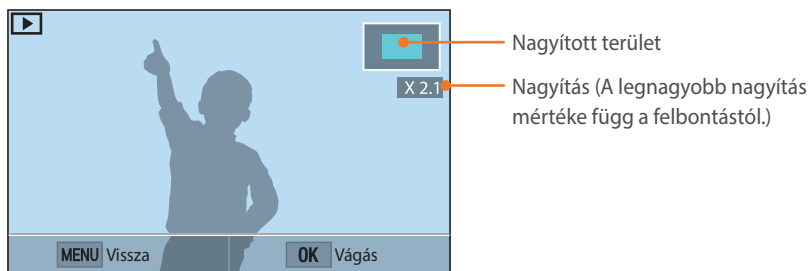 Nagyított terület
X 2.1
Nagyítás (A legnagyobb nagyítás
mértéke függ a felbontástól.)
MENU Vissza
OK Vágás